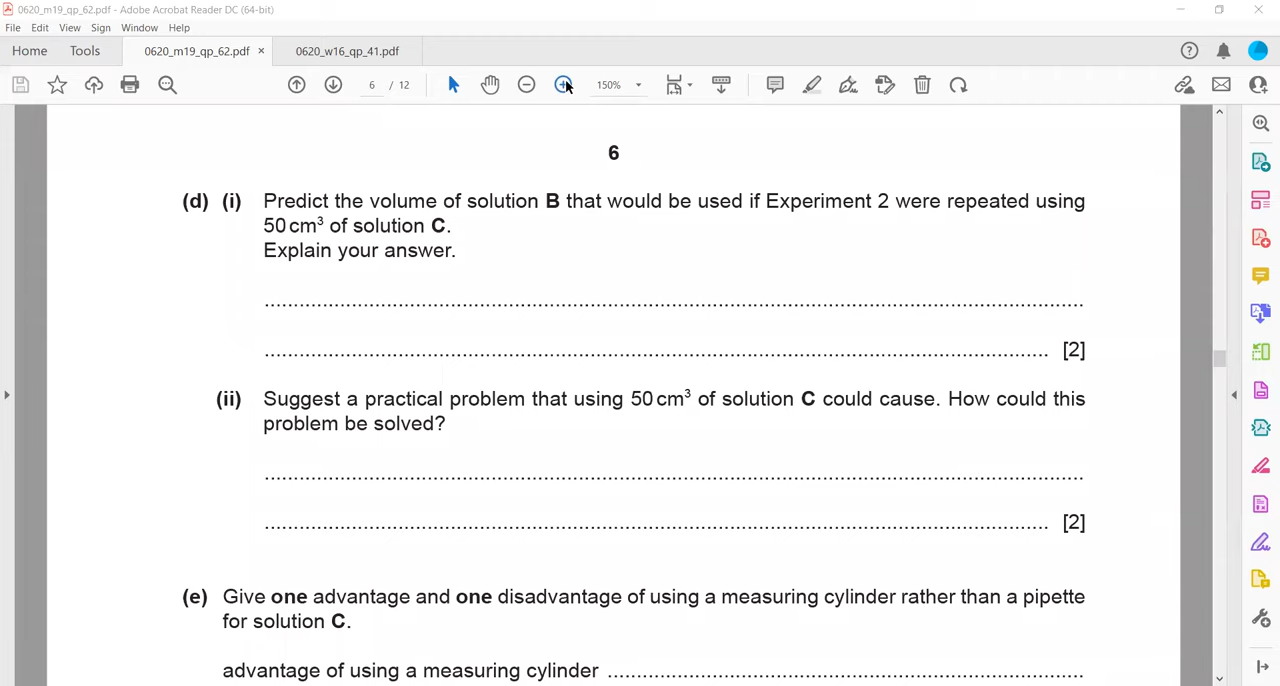 0620_m19_qp_62.pdf - Adobe Acrobat Reader DC (64-bit)
File Edit View Sign Window Help
Home Tools 0620_m19_qp_62.pdf × 0620_w16_qp_41.pdf
6 / 12 150%
6
(d) (i) Predict the volume of solution B that would be used if Experiment 2 were repeated using
50 cm³ of solution C.
Explain your answer.
..........................................................................................................................................
.................................................................................................................................... [2]
(ii) Suggest a practical problem that using 50 cm³ of solution C could cause. How could this
problem be solved?
..........................................................................................................................................
.................................................................................................................................... [2]
(e) Give one advantage and one disadvantage of using a measuring cylinder rather than a pipette
for solution C.
advantage of using a measuring cylinder ................................................................................